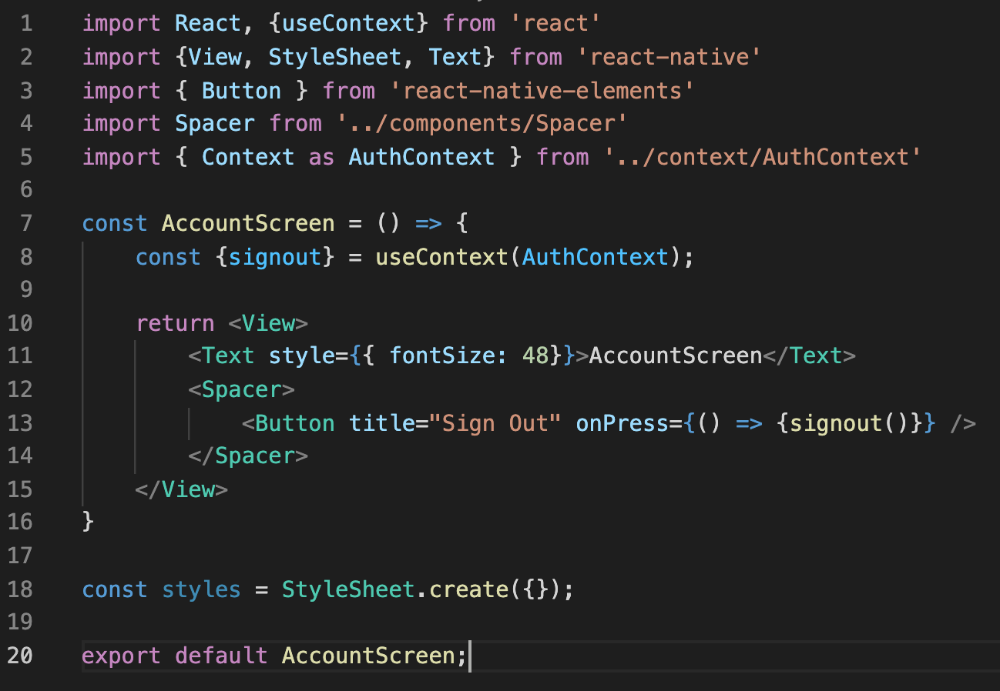 1 import React, {useContext} from 'react'
2 import {View, StyleSheet, Text} from 'react-native'
3 import { Button } from 'react-native-elements'
4 import Spacer from '../components/Spacer'
5 import { Context as AuthContext } from '../context/AuthContext'
6
7 const AccountScreen = () => {
8     const {signout} = useContext(AuthContext);
9
10     return <View>
11         <Text style={{ fontSize: 48}}>AccountScreen</Text>
12         <Spacer>
13             <Button title="Sign Out" onPress={() => {signout()}} />
14         </Spacer>
15     </View>
16 }
17
18 const styles = StyleSheet.create({});
19
20 export default AccountScreen;